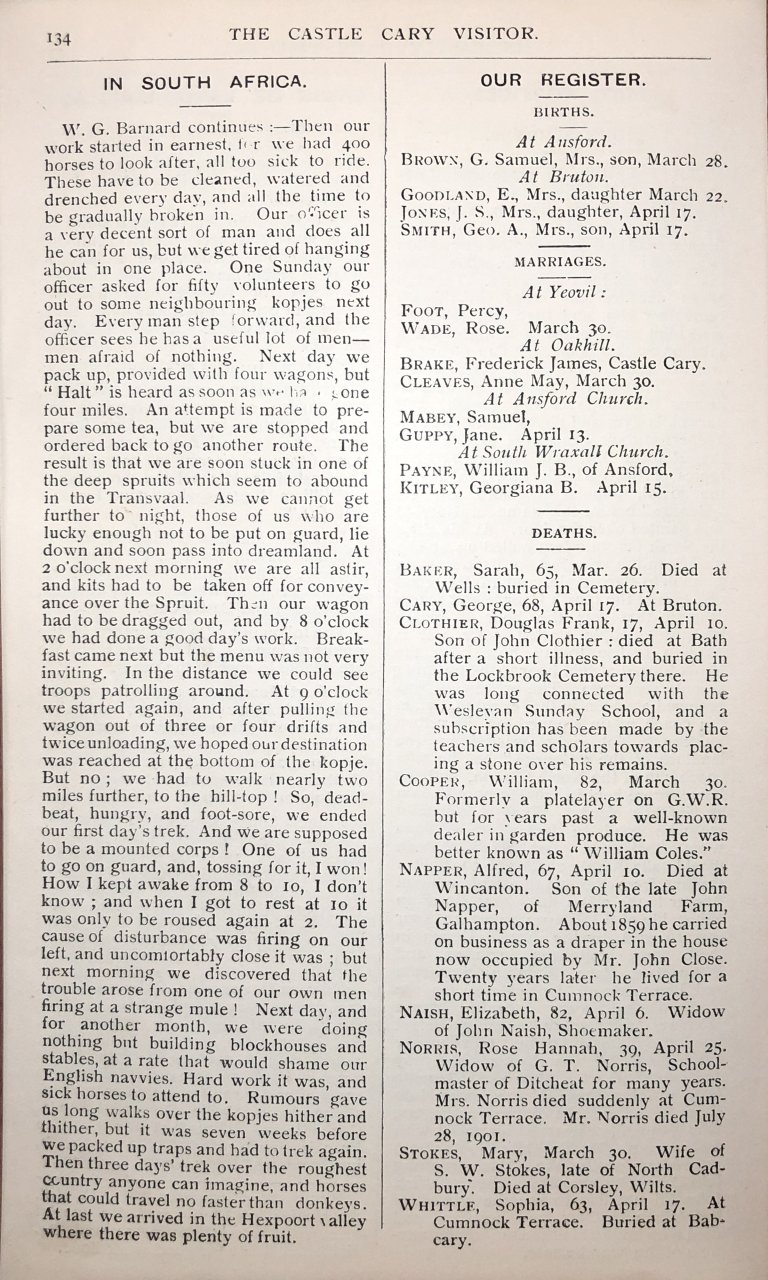 134
THE CASTLE CARY VISITOR.
IN SOUTH AFRICA.
W. G. Barnard continues :—Then our
work started in earnest, for we had 400
horses to look after, all too sick to ride.
These have to be cleaned, watered and
drenched every day, and all the time to
be gradually broken in. Our officer is
a very decent sort of man and does all
he can for us, but we get tired of hanging
about in one place. One Sunday our
officer asked for fifty volunteers to go
out to some neighbouring kopjes next
day. Every man step forward, and the
officer sees he has a useful lot of men—
men afraid of nothing. Next day we
pack up, provided with four wagons, but
“ Halt ” is heard as soon as we ha gone
four miles. An attempt is made to pre-
pare some tea, but we are stopped and
ordered back to go another route. The
result is that we are soon stuck in one of
the deep spruits which seem to abound
in the Transvaal. As we cannot get
further to night, those of us who are
lucky enough not to be put on guard, lie
down and soon pass into dreamland. At
2 o'clock next morning we are all astir,
and kits had to be taken off for convey-
ance over the Spruit. Then our wagon
had to be dragged out, and by 8 o'clock
we had done a good day's work. Break-
fast came next but the menu was not very
inviting. In the distance we could see
troops patrolling around. At 9 o'clock
we started again, and after pulling the
wagon out of three or four drifts and
twice unloading, we hoped our destination
was reached at the bottom of the kopje.
But no ; we had to walk nearly two
miles further, to the hill-top ! So, dead-
beat, hungry, and foot-sore, we ended
our first day's trek. And we are supposed
to be a mounted corps ! One of us had
to go on guard, and, tossing for it, I won!
How I kept awake from 8 to 10, I don't
know ; and when I got to rest at 10 it
was only to be roused again at 2. The
cause of disturbance was firing on our
left, and uncomfortably close it was ; but
next morning we discovered that the
trouble arose from one of our own men
firing at a strange mule ! Next day, and
for another month, we were doing
nothing but building blockhouses and
stables, at a rate that would shame our
English navvies. Hard work it was, and
sick horses to attend to. Rumours gave
us long walks over the kopjes hither and
thither, but it was seven weeks before
we packed up traps and had to trek again.
Then three days' trek over the roughest
country anyone can imagine, and horses
that could travel no faster than donkeys.
At last we arrived in the Hexpoort valley
where there was plenty of fruit.
OUR REGISTER.
BIRTHS.
At Ansford.
BROWN, G. Samuel, Mrs., son, March 28.
At Bruton.
GOODLAND, E., Mrs., daughter March 22.
JONES, J. S., Mrs., daughter, April 17.
SMITH, Geo. A., Mrs., son, April 17.
MARRIAGES.
At Yeovil :
FOOT, Percy,
WADE, Rose. March 30.
At Oakhill.
BRAKE, Frederick James, Castle Cary.
CLEAVES, Anne May, March 30.
At Ansford Church.
MABEY, Samuel,
GUPPY, Jane. April 13.
At South Wraxall Church.
PAYNE, William J. B., of Ansford,
KITLEY, Georgiana B. April 15.
DEATHS.
BAKER, Sarah, 65, Mar. 26. Died at
Wells : buried in Cemetery.
CARY, George, 68, April 17. At Bruton.
CLOTHIER, Douglas Frank, 17, April 10.
Son of John Clothier : died at Bath
after a short illness, and buried in
the Lockbrook Cemetery there. He
was long connected with the
Wesleyan Sunday School, and a
subscription has been made by the
teachers and scholars towards plac-
ing a stone over his remains.
COOPER, William, 82, March 30.
Formerly a platelayer on G.W.R.
but for years past a well-known
dealer in garden produce. He was
better known as “ William Coles.”
NAPPER, Alfred, 67, April 10. Died at
Wincanton. Son of the late John
Napper, of Merryland Farm,
Galhampton. About 1859 he carried
on business as a draper in the house
now occupied by Mr. John Close.
Twenty years later he lived for a
short time in Cumnock Terrace.
NAISH, Elizabeth, 82, April 6. Widow
of John Naish, Shoemaker.
NORRIS, Rose Hannah, 39, April 25.
Widow of G. T. Norris, School-
master of Ditcheat for many years.
Mrs. Norris died suddenly at Cum-
nock Terrace. Mr. Norris died July
28, 1901.
STOKES, Mary, March 30. Wife of
S. W. Stokes, late of North Cad-
bury. Died at Corsley, Wilts.
WHITTLE, Sophia, 63, April 17. At
Cumnock Terrace. Buried at Bab-
cary.